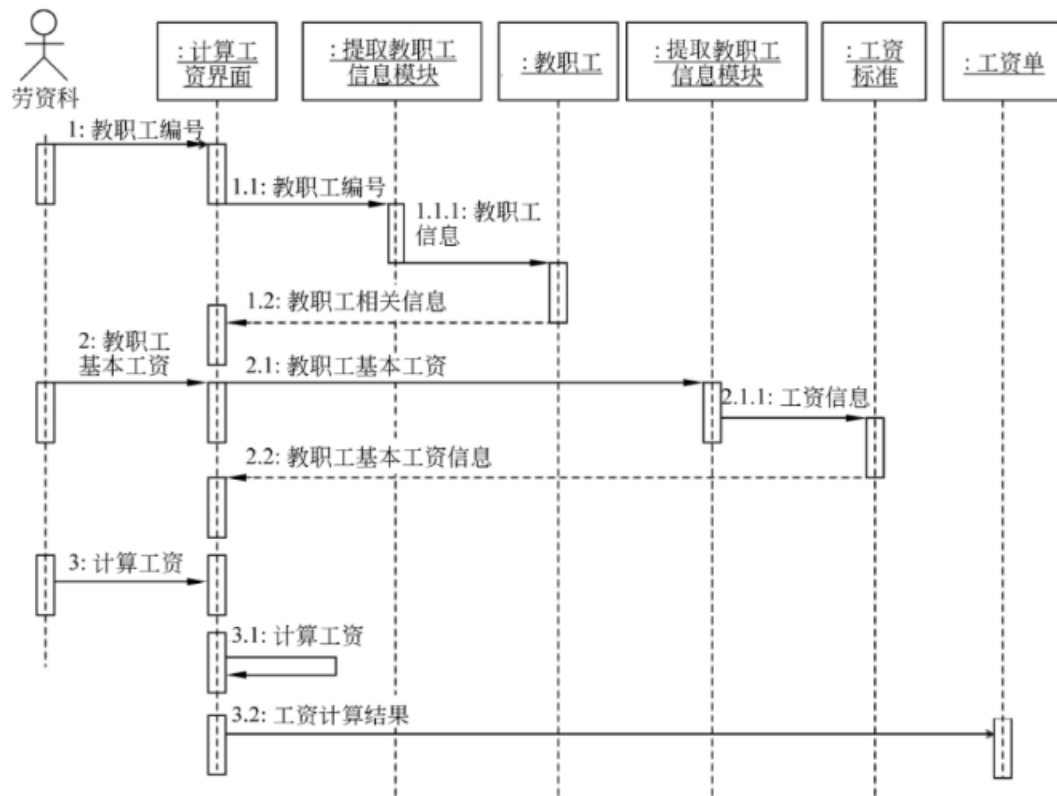 : 计算工
资界面
: 提取教职工
信息模块
: 教职工
: 提取教职工
信息模块
: 工资
标准
: 工资单
劳资科
1: 教职工编号
1.1: 教职工编号
1.1.1: 教职工
信息
1.2: 教职工相关信息
2: 教职工
基本工资
2.1: 教职工基本工资
2.1.1: 工资信息
2.2: 教职工基本工资信息
3: 计算工资
3.1: 计算工资
3.2: 工资计算结果